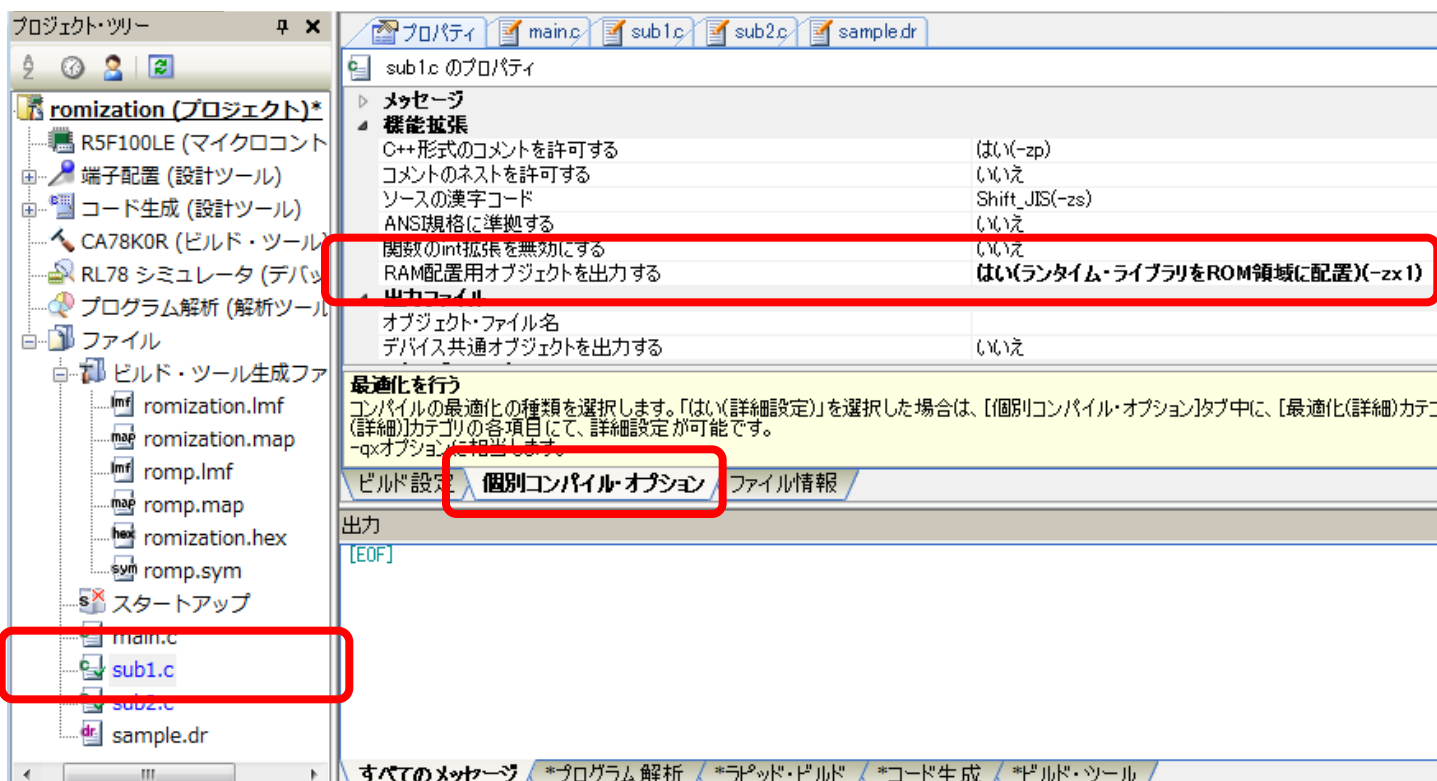 プロジェクト・ツリー
romization (プロジェクト)*
R5F100LE (マイクロコント
端子配置 (設計ツール)
コード生成 (設計ツール)
CA78K0R (ビルド・ツール)
RL78 シミュレータ (デバッ
プログラム解析 (解析ツール
ファイル
ビルド・ツール生成ファ
romization.lmf
romization.map
romp.lmf
romp.map
romization.hex
romp.sym
スタートアップ
main.c
sub1.c
sub2.c
sample.dr
プロパティ main.c sub1.c sub2.c sample.dr
sub1.c のプロパティ
メッセージ
機能拡張
C++形式のコメントを許可する はい(-zp)
コメントのネストを許可する いいえ
ソースの漢字コード Shift_JIS(-zs)
ANSI規格に準拠する いいえ
関数のint拡張を無効にする いいえ
RAM配置用オブジェクトを出力する はい(ランタイム・ライブラリをROM領域に配置)(-zx1)
出力ファイル
オブジェクト・ファイル名
デバイス共通オブジェクトを出力する いいえ
最適化を行う
コンパイルの最適化の種類を選択します。「はい(詳細設定)」を選択した場合は、[個別コンパイル・オプション]タブ中に、[最適化(詳細)カテゴ
(詳細)]カテゴリの各項目にて、詳細設定が可能です。
-qxオプションに相当します。
ビルド設定 個別コンパイル・オプション ファイル情報
出力
[EOF]
すべてのメッセージ *プログラム解析 *ラピッド・ビルド *コード生成 *ビルド・ツール